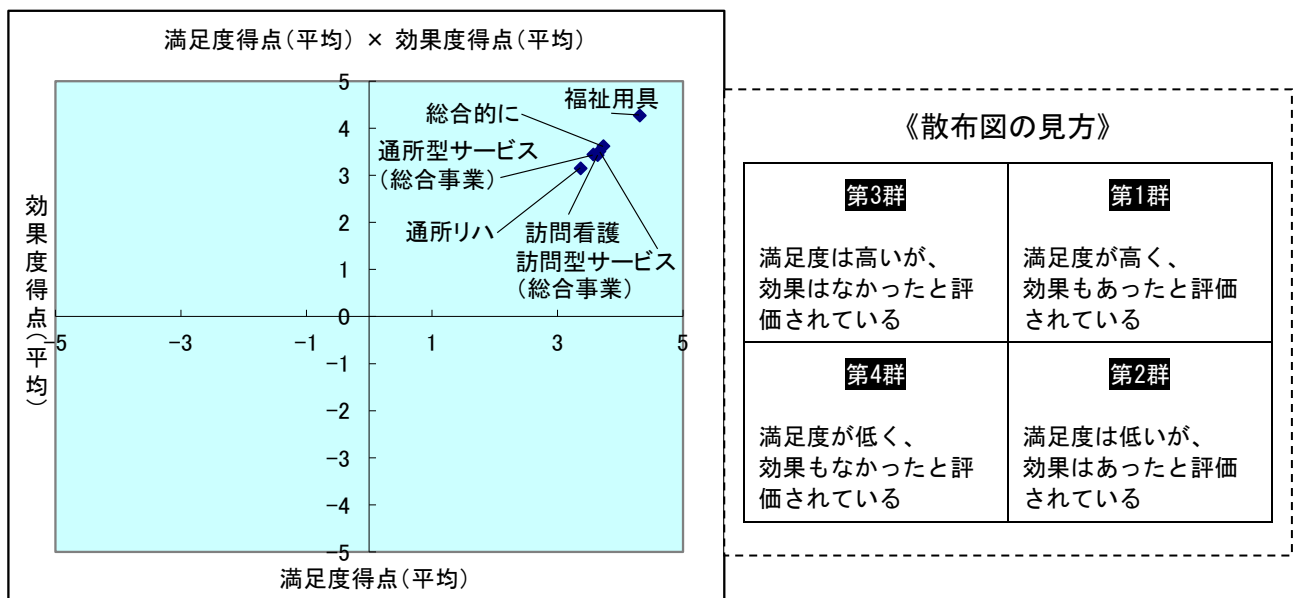 満足度得点(平均) × 効果度得点(平均)
効果度得点(平均)
5
4
3
2
1
0
-1
-2
-3
-4
-5
-5
-3
-1
1
3
5
福祉用具
総合的に
通所型サービス
(総合事業)
通所リハ
訪問看護
訪問型サービス
(総合事業)
満足度得点(平均)
《散布図の見方》
第3群
満足度は高いが、
効果はなかったと評
価されている
第1群
満足度が高く、
効果もあったと評価
されている
第4群
満足度が低く、
効果もなかったと評
価されている
第2群
満足度は低いが、
効果はあったと評価
されている